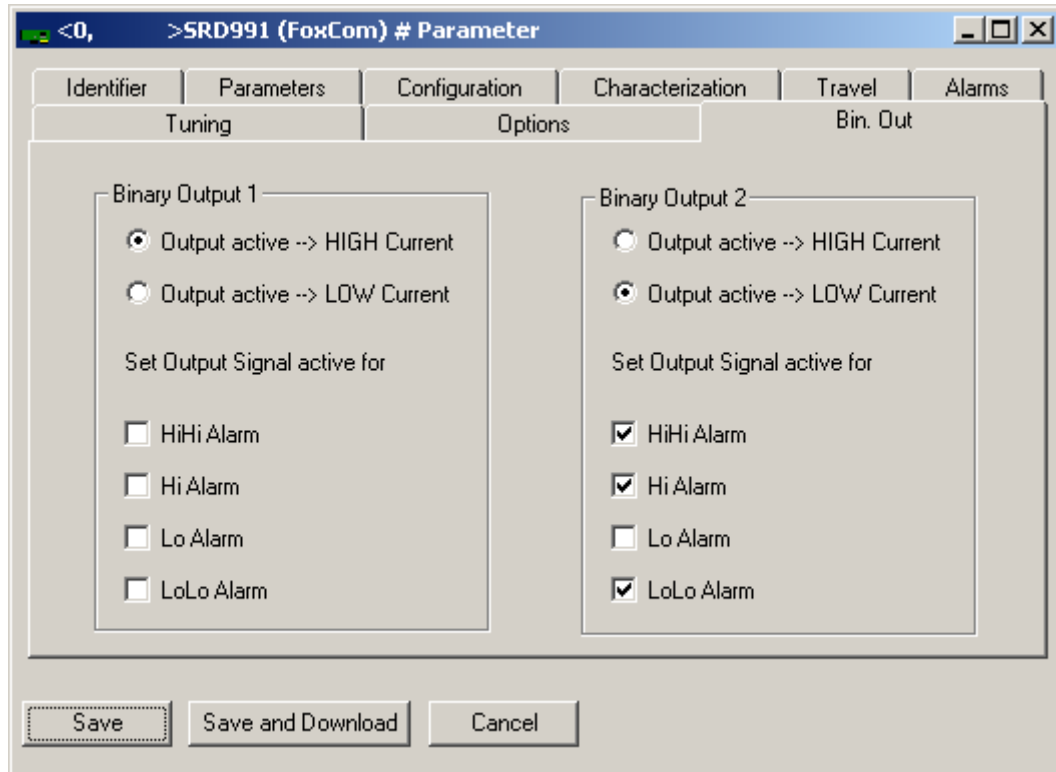 <0, >SRD991 (FoxCom) # Parameter
Identifier Parameters Configuration Characterization Travel Alarms
Tuning Options Bin. Out
Binary Output 1
Output active --> HIGH Current
Output active --> LOW Current
Set Output Signal active for
HiHi Alarm
Hi Alarm
Lo Alarm
LoLo Alarm
Binary Output 2
Output active --> HIGH Current
Output active --> LOW Current
Set Output Signal active for
HiHi Alarm
Hi Alarm
Lo Alarm
LoLo Alarm
Save Save and Download Cancel